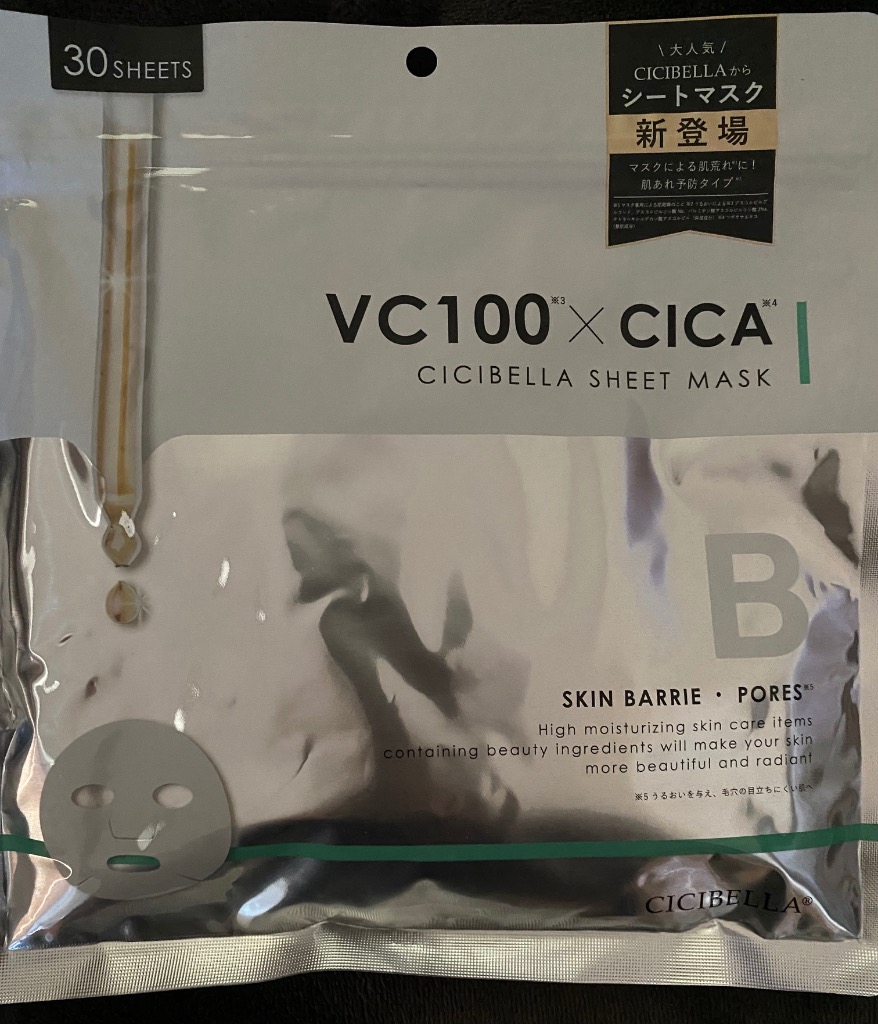 30 SHEETS
\ 大人気 /
CICIBELLAから
シートマスク
新登場
マスクによる肌荒れ※1に！
肌あれ予防タイプ※2
VC100※3×CICA※4
CICIBELLA SHEET MASK
B
SKIN BARRIE・PORES※5
High moisturizing skin care items
containing beauty ingredients will make your skin
more beautiful and radiant
※5 うるおいを与え、毛穴の目立ちにくい肌へ
CICIBELLA®